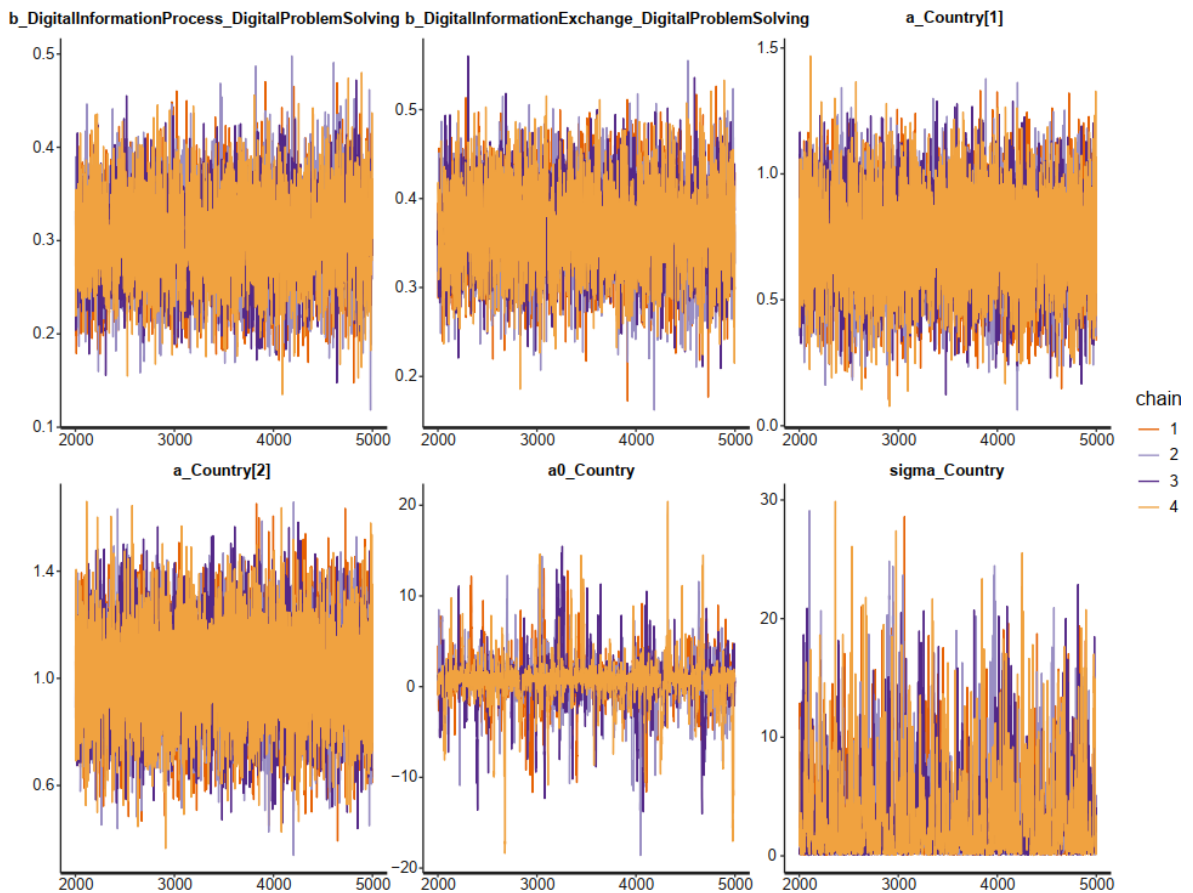 b_DigitalInformationProcess_DigitalProblemSolving
b_DigitalInformationExchange_DigitalProblemSolving
a_Country[1]
0.5
0.4
0.3
0.2
0.1
2000 3000 4000 5000
0.5
0.4
0.3
0.2
2000 3000 4000 5000
1.5
1.0
0.5
0.0
2000 3000 4000 5000
chain
1
2
3
4
a_Country[2]
a0_Country
sigma_Country
1.4
1.0
0.6
2000 3000 4000 5000
20
10
0
−10
−20
2000 3000 4000 5000
30
20
10
0
2000 3000 4000 5000